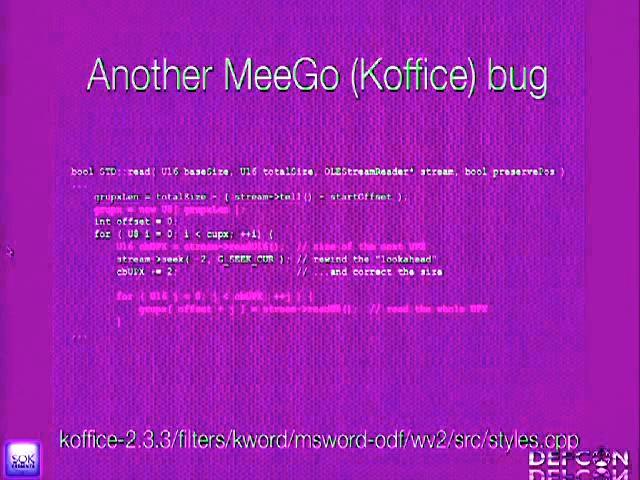 Another MeeGo (Koffice) bug
bool STD::read( U16 baseSize, U16 totalSize, OLEStreamReader* stream, bool preservePos )
...
grupxLen = totalSize - ( stream->tell() - startOffset );
grupx = new U8[ grupxLen ];
int offset = 0;
for ( U8 i = 0; i < cupx; ++i) {
U16 cbUPX = stream->readU16(); // size of the next UPX
stream->seek( -2, G_SEEK_CUR ); // rewind the "lookahead"
cbUPX += 2; // ...and correct the size
for ( U16 j = 0; j < cbUPX; ++j ) {
grupx[ offset + j ] = stream->readU8(); // read the whole UPX
}
...
koffice-2.3.3/filters/kword/msword-odf/wv2/src/styles.cpp
SOK
DEFCON